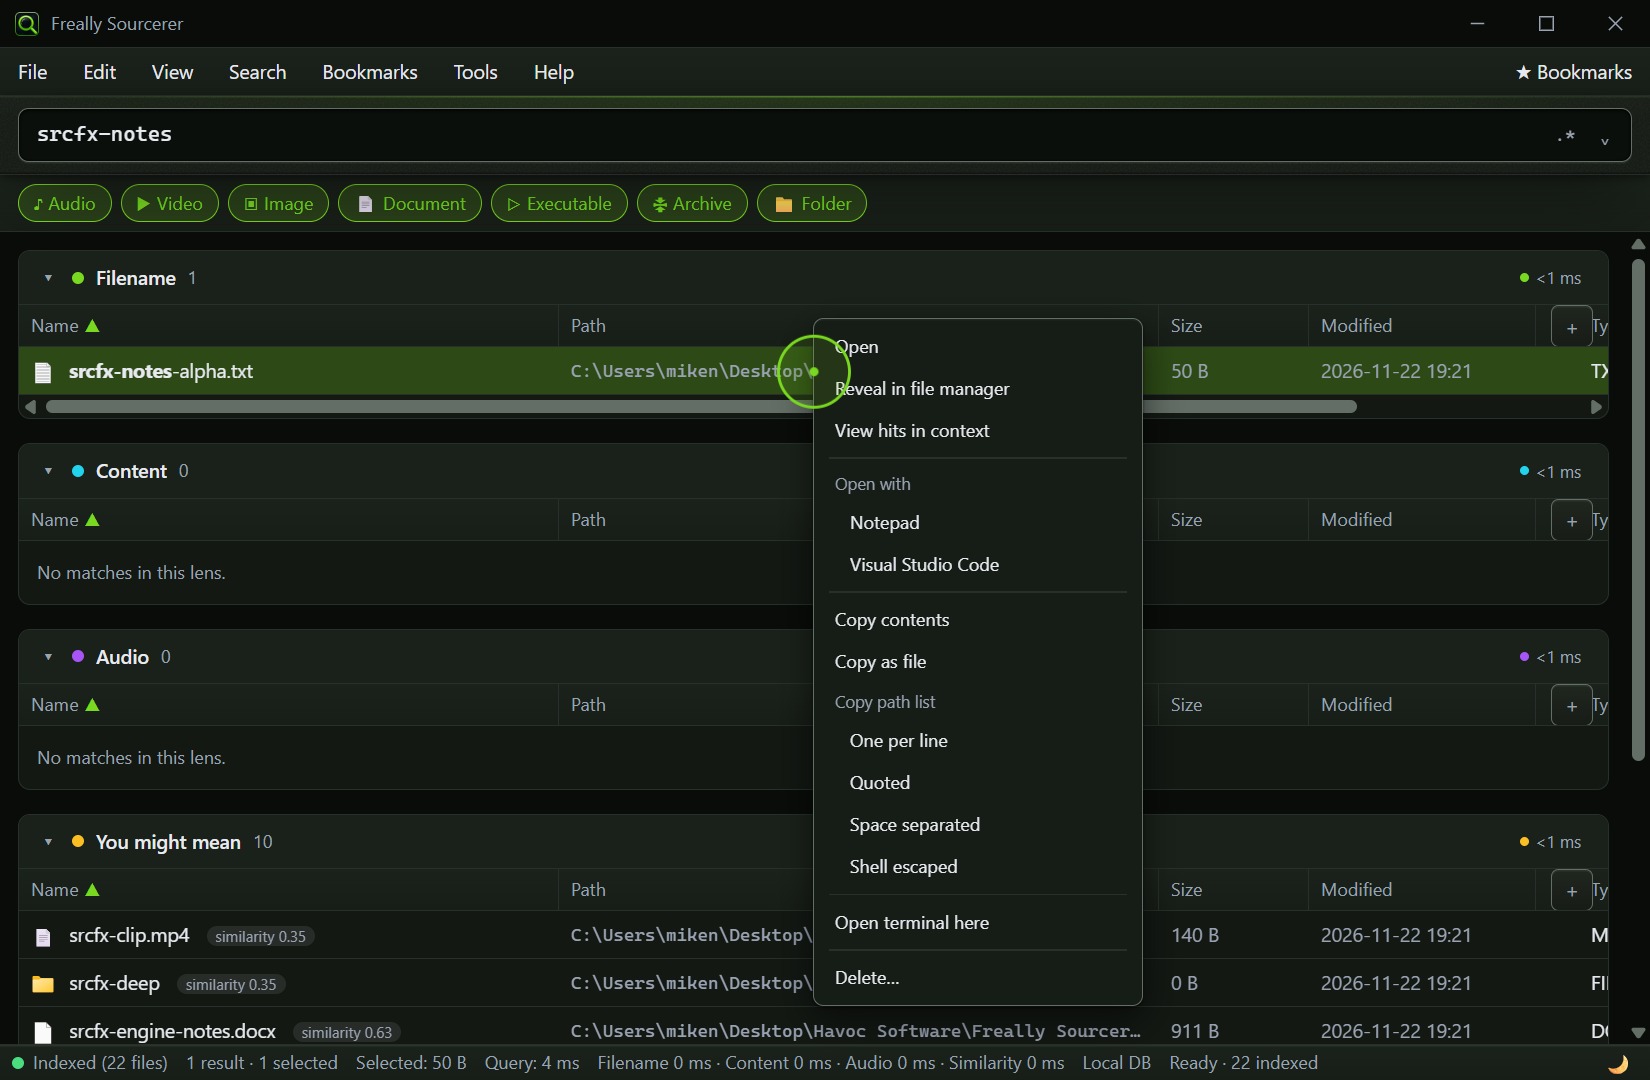 Freally Sourcerer
File Edit View Search Bookmarks Tools Help ★ Bookmarks
srcfx-notes .*
♪ Audio ▶ Video Image Document ▷ Executable Archive Folder
Filename 1 <1 ms
Name ▲ Path Size Modified + Ty
srcfx-notes-alpha.txt C:\Users\miken\Desktop\ 50 B 2026-11-22 19:21 TX
Content 0 <1 ms
Name ▲ Path Size Modified + Ty
No matches in this lens.
Audio 0 <1 ms
Name ▲ Path Size Modified + Ty
No matches in this lens.
You might mean 10 <1 ms
Name ▲ Path Size Modified + Ty
srcfx-clip.mp4 similarity 0.35 C:\Users\miken\Desktop\ 140 B 2026-11-22 19:21 M
srcfx-deep similarity 0.35 C:\Users\miken\Desktop\ 0 B 2026-11-22 19:21 FI
srcfx-engine-notes.docx similarity 0.63 C:\Users\miken\Desktop\Havoc Software\Freally Sourcer… 911 B 2026-11-22 19:21 DO
Open
Reveal in file manager
View hits in context
Open with
Notepad
Visual Studio Code
Copy contents
Copy as file
Copy path list
One per line
Quoted
Space separated
Shell escaped
Open terminal here
Delete...
Indexed (22 files) 1 result · 1 selected Selected: 50 B Query: 4 ms Filename 0 ms · Content 0 ms · Audio 0 ms · Similarity 0 ms Local DB Ready · 22 indexed